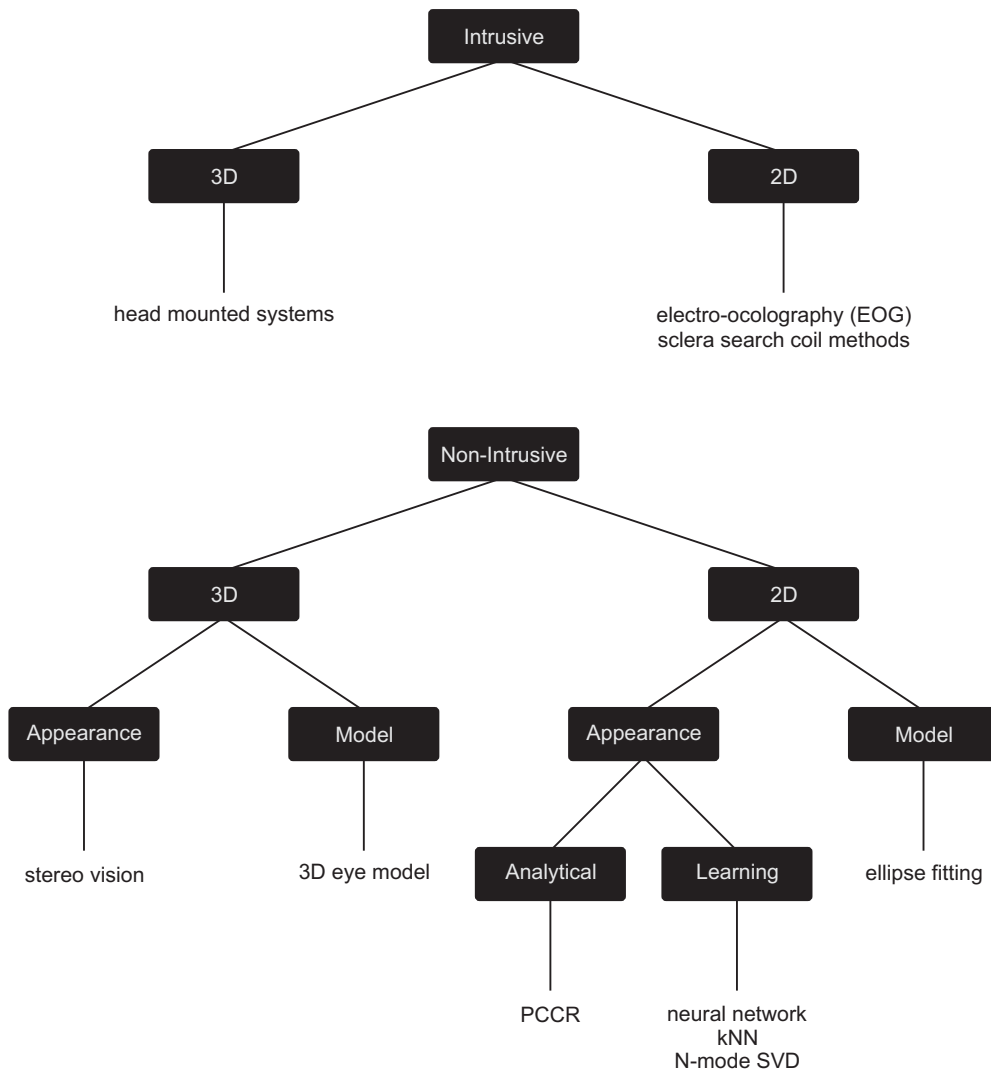 Intrusive
3D
2D
head mounted systems
electro-ocolography (EOG)
sclera search coil methods
Non-Intrusive
3D
2D
Appearance
Model
Appearance
Model
stereo vision
3D eye model
Analytical
Learning
ellipse fitting
PCCR
neural network
kNN
N-mode SVD